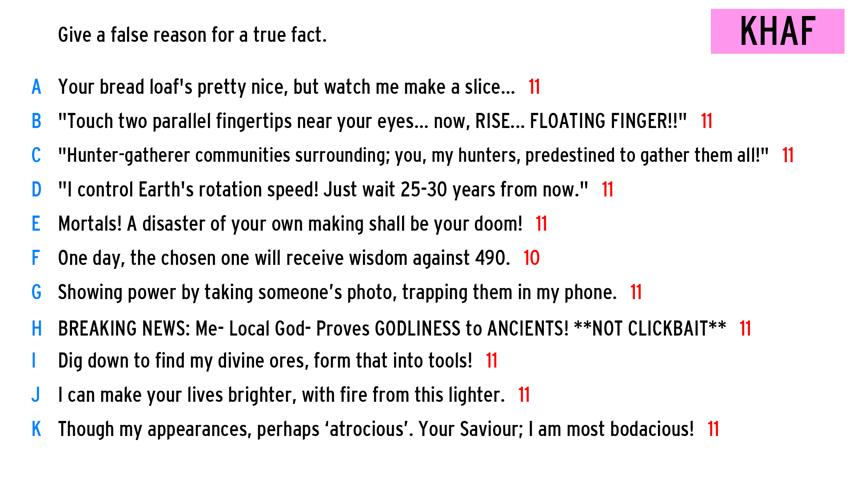 KHAF
Give a false reason for a true fact.
A Your bread loaf's pretty nice, but watch me make a slice... 11
B "Touch two parallel fingertips near your eyes... now, RISE... FLOATING FINGER!!" 11
C "Hunter-gatherer communities surrounding; you, my hunters, predestined to gather them all!" 11
D "I control Earth's rotation speed! Just wait 25-30 years from now." 11
E Mortals! A disaster of your own making shall be your doom! 11
F One day, the chosen one will receive wisdom against 490. 10
G Showing power by taking someone’s photo, trapping them in my phone. 11
H BREAKING NEWS: Me- Local God- Proves GODLINESS to ANCIENTS! **NOT CLICKBAIT** 11
I Dig down to find my divine ores, form that into tools! 11
J I can make your lives brighter, with fire from this lighter. 11
K Though my appearances, perhaps ‘atrocious’. Your Saviour; I am most bodacious! 11